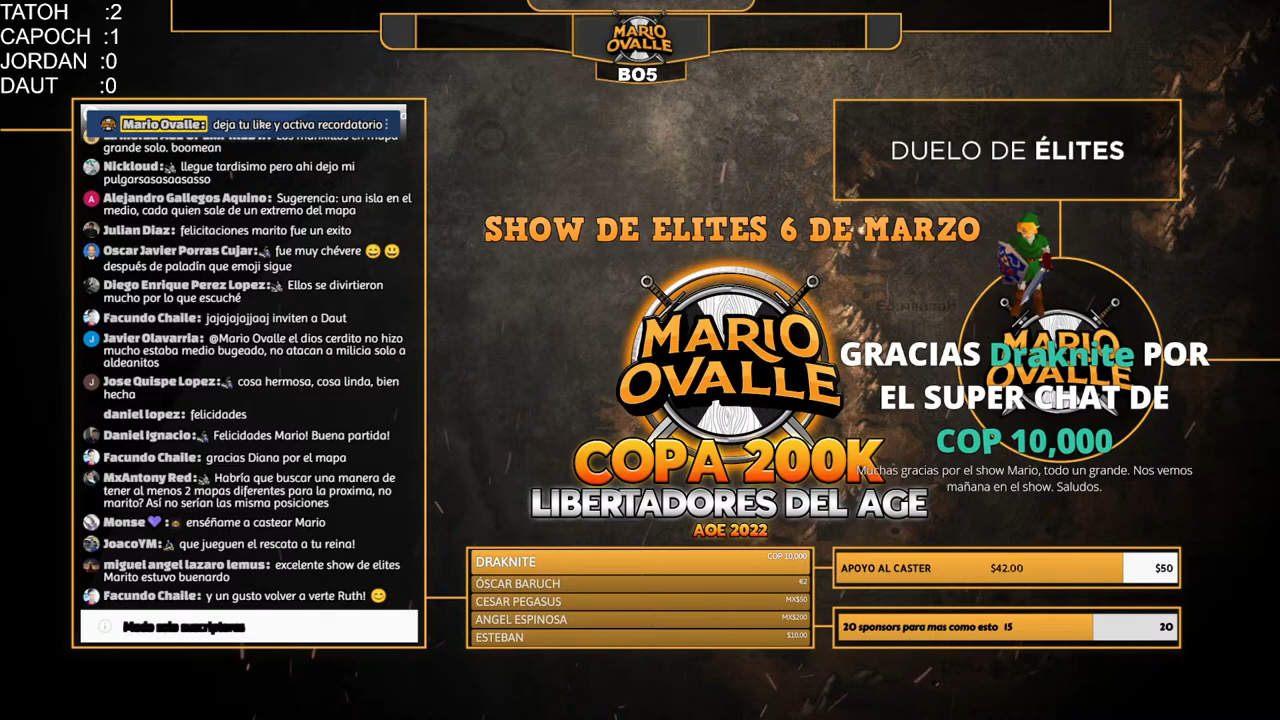 TATOH :2
CAPOCH :1
JORDAN :0
DAUT :0
MARIO
OVALLE
BO5
Mario Ovalle: deja tu like y activa recordatorio
grande solo. boomean
Nickloud: llegue tardisimo pero ahi dejo mi
pulgarsasasaasasso
Alejandro Gallegos Aquino: Sugerencia: una isla en el
medio, cada quien sale de un extremo del mapa
Julian Diaz: felicitaciones marito fue un exito
Oscar Javier Porras Cujar: fue muy chévere 😄 😃
después de paladín que emoji sigue
Diego Enrique Perez Lopez: Ellos se divirtieron
mucho por lo que escuché
Facundo Chaile: jajajajajjaaj inviten a Daut
Javier Olavarria: @Mario Ovalle el dios cerdito no hizo
mucho estaba medio bugeado, no atacan a milicia solo a
aldeanitos
Jose Quispe Lopez: cosa hermosa, cosa linda, bien
hecha
daniel lopez: felicidades
Daniel Ignacio: Felicidades Mario! Buena partida!
Facundo Chaile: gracias Diana por el mapa
MxAntony Red: Habría que buscar una manera de
tener al menos 2 mapas diferentes para la proxima, no
marito? Así no serían las misma posiciones
Monse 💜: enséñame a castear Mario
JoacoYM: que jueguen el rescata a tu reina!
miguel angel lazaro lemus: excelente show de elites
Marito estuvo buenardo
Facundo Chaile: y un gusto volver a verte Ruth! 😊
Modo solo suscriptores
DUELO DE ÉLITES
SHOW DE ELITES 6 DE MARZO
MARIO
OVALLE
COPA 200K
LIBERTADORES DEL AGE
AOE 2022
MARIO
OVALLE
GRACIAS Draknite POR
EL SUPER CHAT DE
COP 10,000
Muchas gracias por el show Mario, todo un grande. Nos vemos
mañana en el show. Saludos.
DRAKNITE COP 10,000
ÓSCAR BARUCH €2
CESAR PEGASUS MX$50
ANGEL ESPINOSA MX$200
ESTEBAN $10.00
APOYO AL CASTER $42.00 $50
20 sponsors para mas como esto 15 20